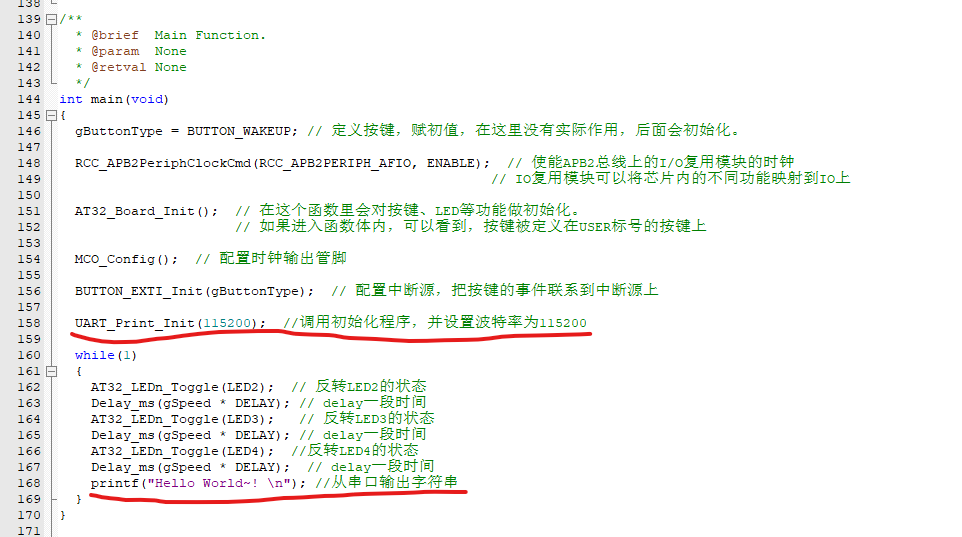 138
139 /**
140 * @brief Main Function.
141 * @param None
142 * @retval None
143 */
144 int main(void)
145 {
146 gButtonType = BUTTON_WAKEUP; // 定义按键，赋初值，在这里没有实际作用，后面会初始化。
147
148 RCC_APB2PeriphClockCmd(RCC_APB2PERIPH_AFIO, ENABLE); // 使能APB2总线上的I/O复用模块的时钟
149 // IO复用模块可以将芯片内的不同功能映射到IO上
150
151 AT32_Board_Init(); // 在这个函数里会对按键、LED等功能做初始化。
152 // 如果进入函数体内，可以看到，按键被定义在USER标号的按键上
153
154 MCO_Config(); // 配置时钟输出管脚
155
156 BUTTON_EXTI_Init(gButtonType); // 配置中断源，把按键的事件联系到中断源上
157
158 UART_Print_Init(115200); //调用初始化程序，并设置波特率为115200
159
160 while(1)
161 {
162 AT32_LEDn_Toggle(LED2); // 反转LED2的状态
163 Delay_ms(gSpeed * DELAY); // delay一段时间
164 AT32_LEDn_Toggle(LED3); // 反转LED3的状态
165 Delay_ms(gSpeed * DELAY); // delay一段时间
166 AT32_LEDn_Toggle(LED4); //反转LED4的状态
167 Delay_ms(gSpeed * DELAY); // delay一段时间
168 printf("Hello World~! \n"); //从串口输出字符串
169 }
170 }
171